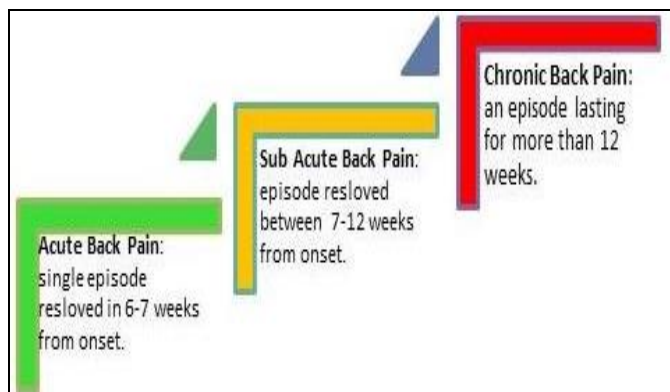 Acute Back Pain:
single episode
resloved in 6-7 weeks
from onset.
Sub Acute Back Pain:
episode resloved
between 7-12 weeks
from onset.
Chronic Back Pain:
an episode lasting
for more than 12
weeks.